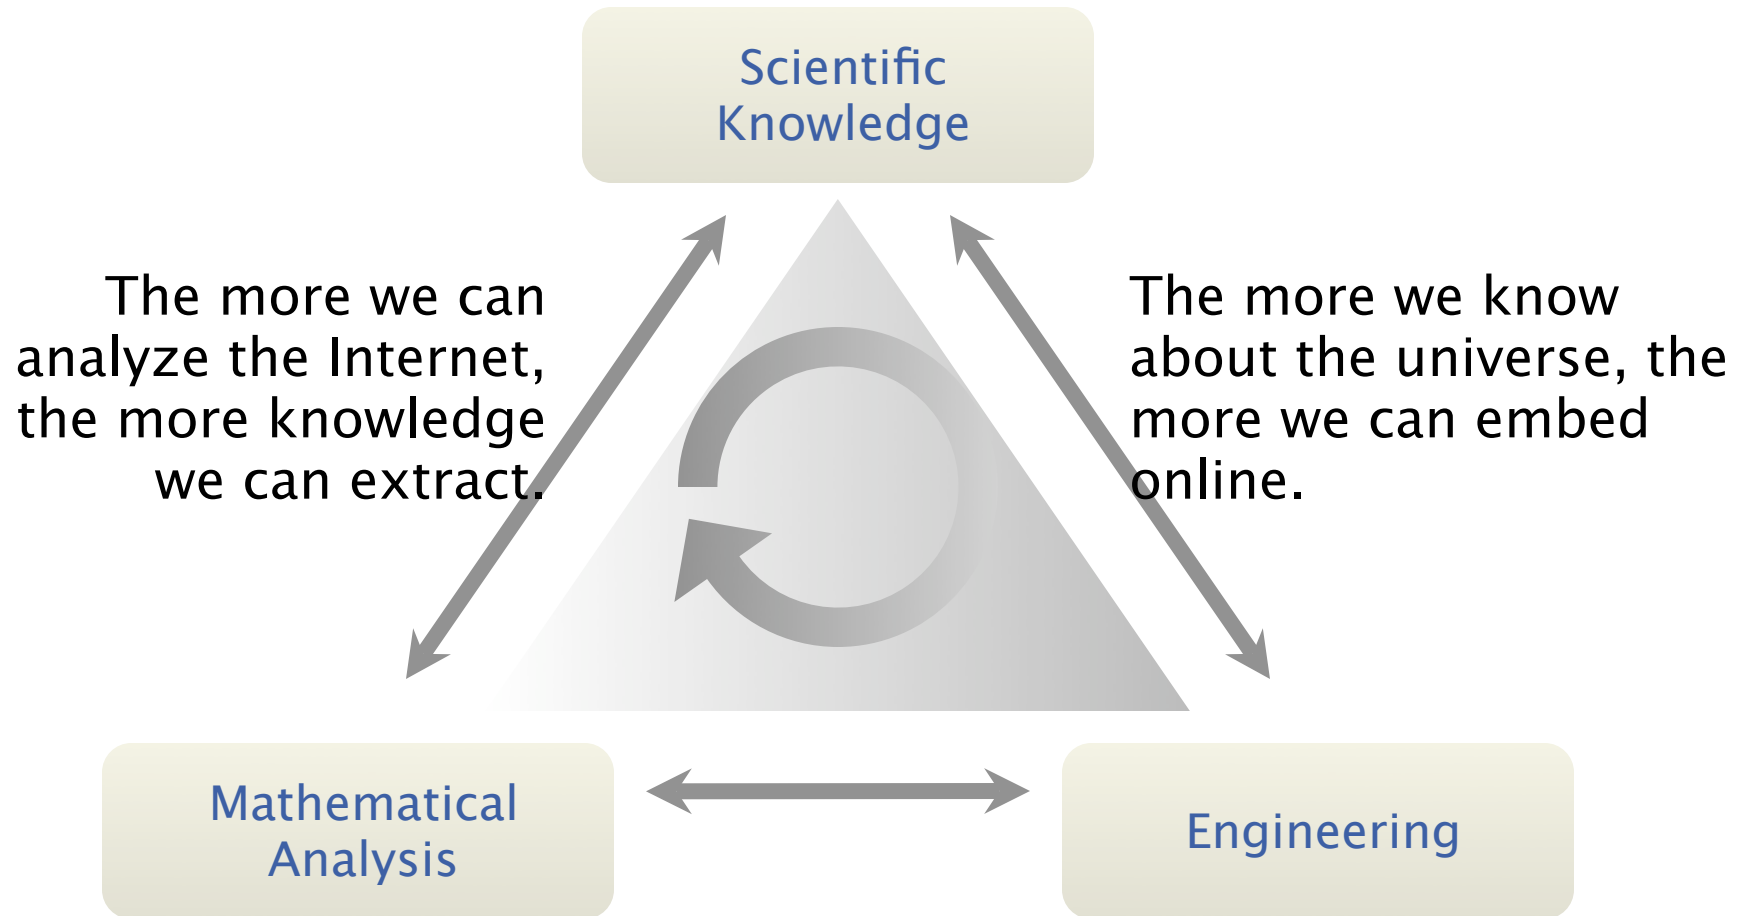 Scientific
Knowledge
The more we can
analyze the Internet,
the more knowledge
we can extract.
The more we know
about the universe, the
more we can embed
online.
Mathematical
Analysis
Engineering